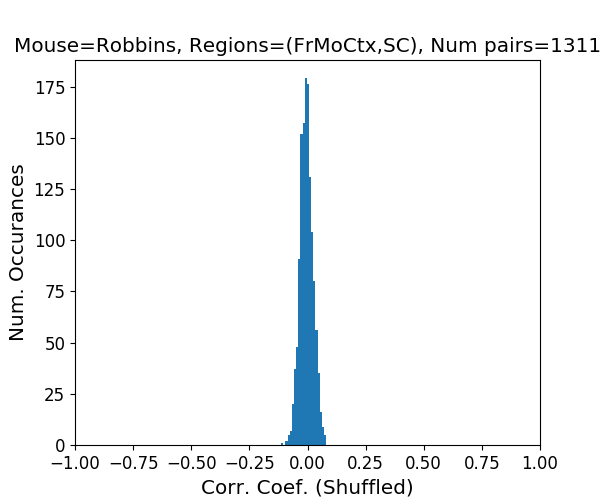 Mouse=Robbins, Regions=(FrMoCtx,SC), Num pairs=1311
175
150
125
100
75
50
25
0
Num. Occurances
−1.00 −0.75 −0.50 −0.25 0.00 0.25 0.50 0.75 1.00
Corr. Coef. (Shuffled)